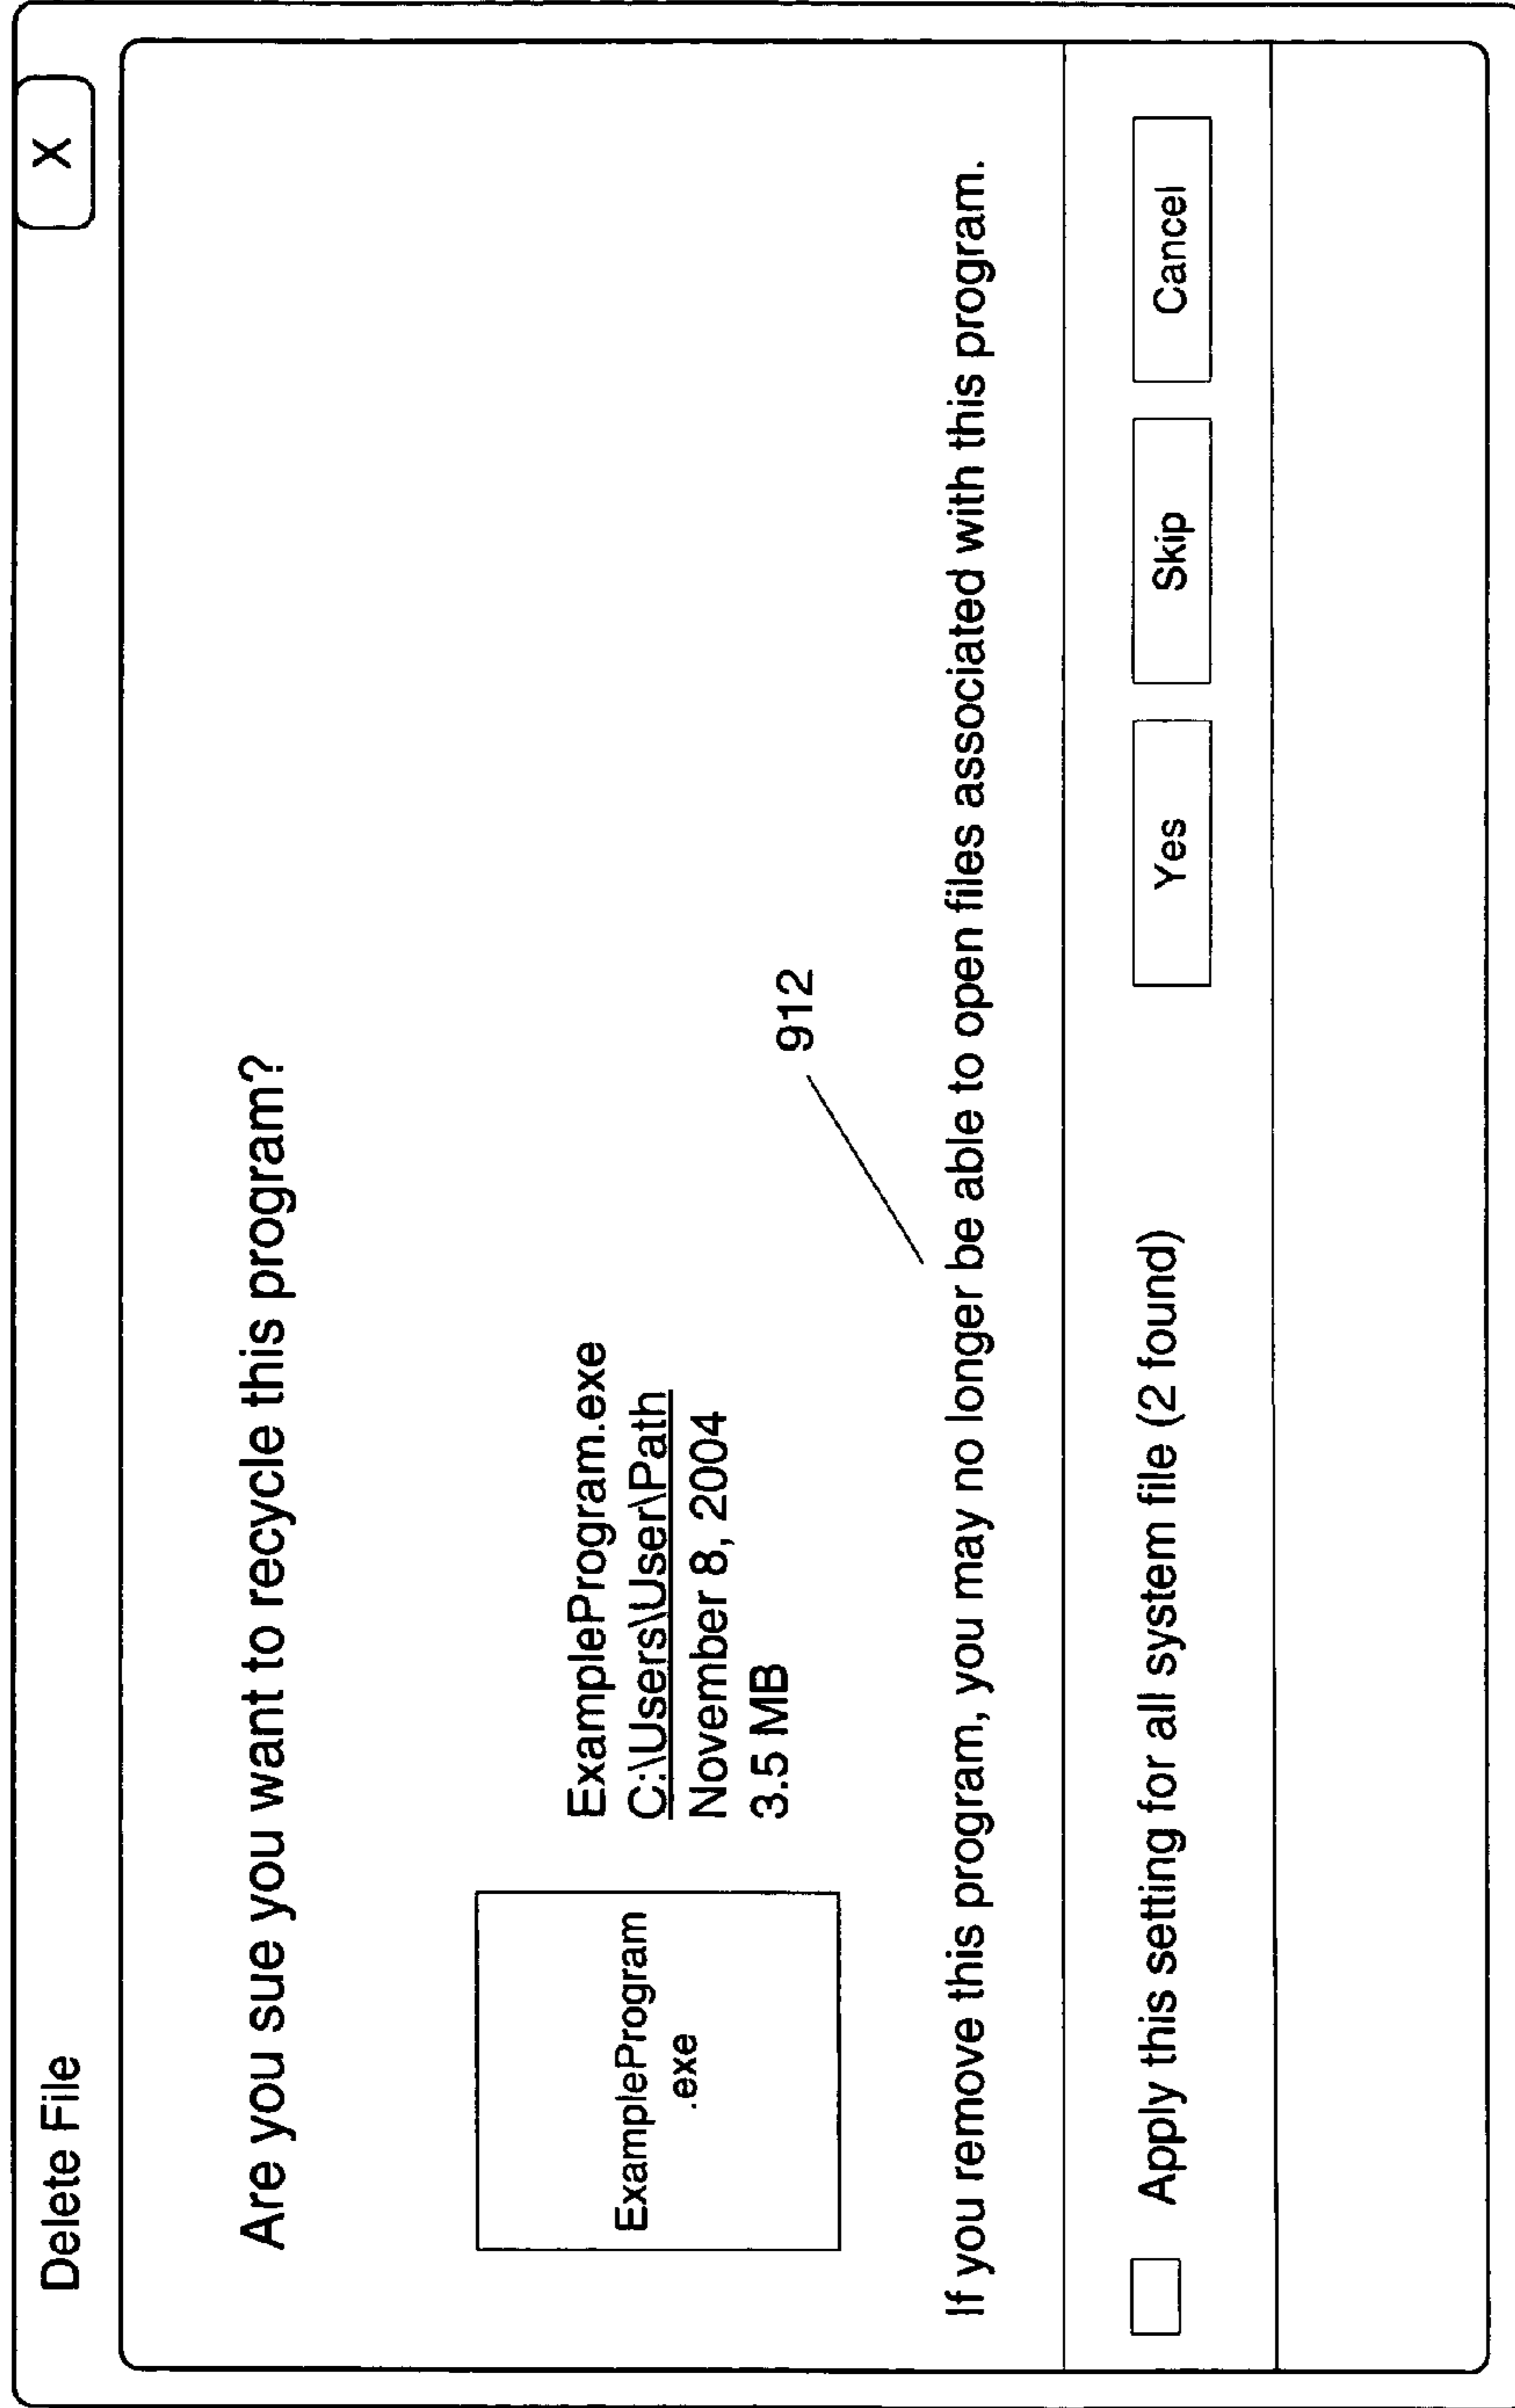 Delete File
X
Are you sue you want to recycle this program?
ExampleProgram
.exe
ExampleProgram.exe
C:\Users\User\Path
November 8, 2004
3.5 MB
912
If you remove this program, you may no longer be able to open files associated with this program.
Apply this setting for all system file (2 found)
Yes
Skip
Cancel